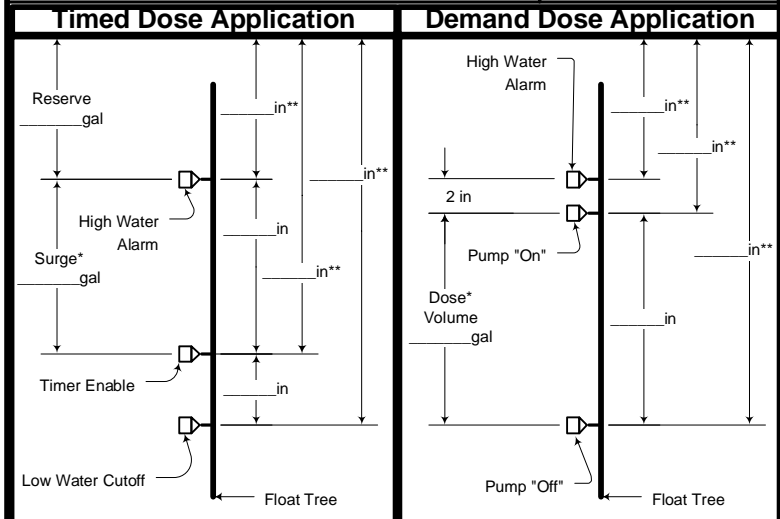 Timed Dose Application
Reserve
______gal
______in**
______in**
High Water
Alarm
______in
Surge*
______gal
______in**
Timer Enable
______in
Low Water Cutoff
Float Tree
Demand Dose Application
High Water
Alarm
______in**
______in**
2 in
Pump "On"
______in**
Dose*
Volume
______gal
______in
Pump "Off"
Float Tree